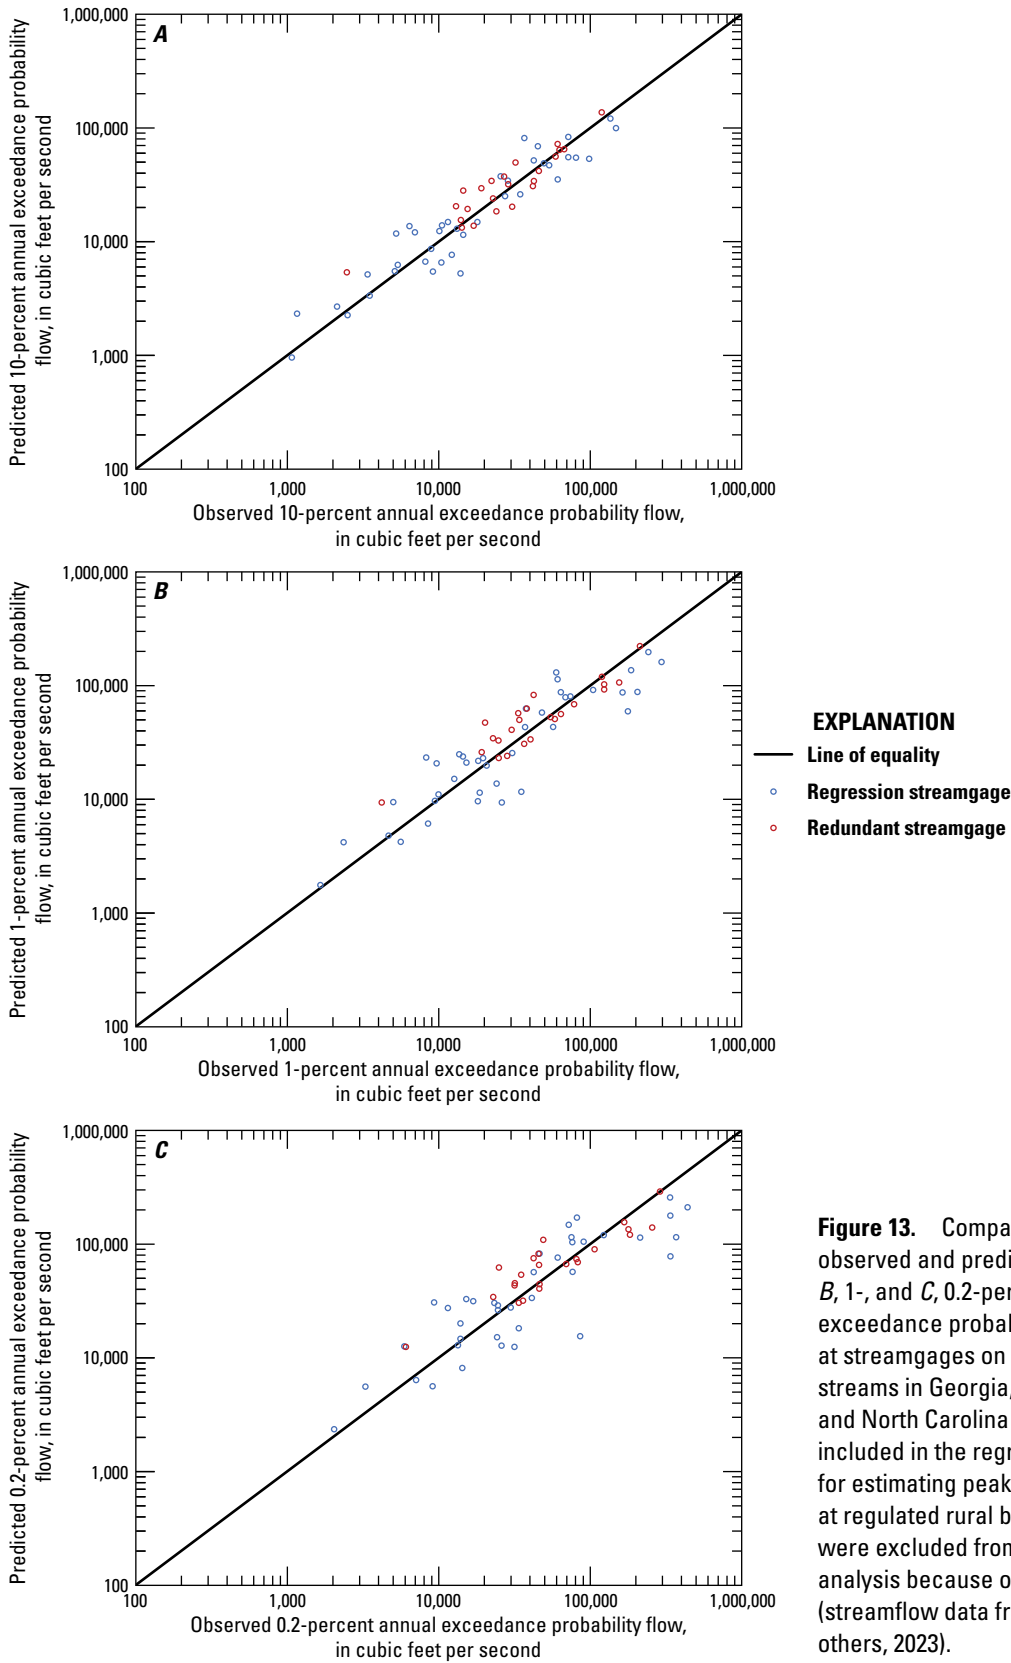 1,000,000
100,000
10,000
1,000
100
A
Predicted 10-percent annual exceedance probability
flow, in cubic feet per second
100
1,000
10,000
100,000
1,000,000
Observed 10-percent annual exceedance probability flow,
in cubic feet per second
1,000,000
100,000
10,000
1,000
100
B
Predicted 1-percent annual exceedance probability
flow, in cubic feet per second
100
1,000
10,000
100,000
1,000,000
Observed 1-percent annual exceedance probability flow,
in cubic feet per second
EXPLANATION
Line of equality
Regression streamgage
Redundant streamgage
1,000,000
100,000
10,000
1,000
100
C
Predicted 0.2-percent annual exceedance probability
flow, in cubic feet per second
100
1,000
10,000
100,000
1,000,000
Observed 0.2-percent annual exceedance probability flow,
in cubic feet per second
Figure 13. Compa
observed and predi
B, 1-, and C, 0.2-per
exceedance probab
at streamgages on
streams in Georgia,
and North Carolina
included in the regr
for estimating peak
at regulated rural b
were excluded from
analysis because o
(streamflow data fr
others, 2023).